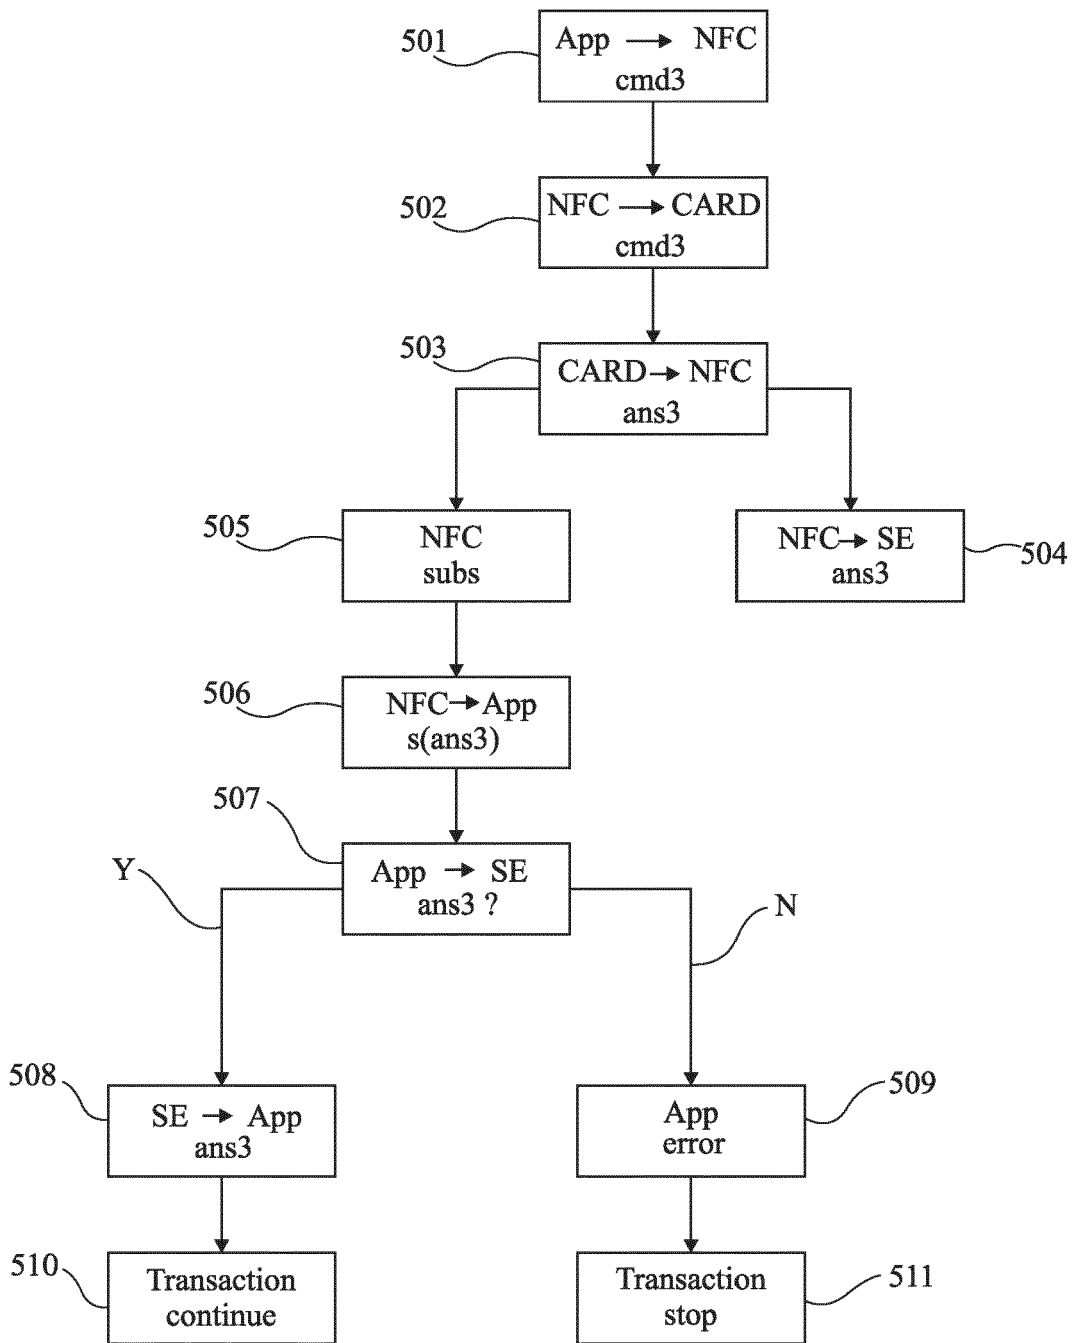 501
App → NFC
cmd3
502
NFC → CARD
cmd3
503
CARD → NFC
ans3
505
NFC
subs
NFC → SE
ans3
504
506
NFC → App
s(ans3)
507
App → SE
ans3 ?
Y
N
508
SE → App
ans3
App
error
509
510
Transaction
continue
Transaction
stop
511